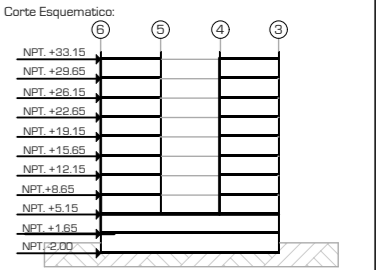 Corte Esquematico:
6 5 4 3
NPT. +33.15
NPT. +29.65
NPT. +26.15
NPT. +22.65
NPT. +19.15
NPT. +15.65
NPT. +12.15
NPT.+8.65
NPT. +5.15
NPT. +1.65
NPT.-2.00